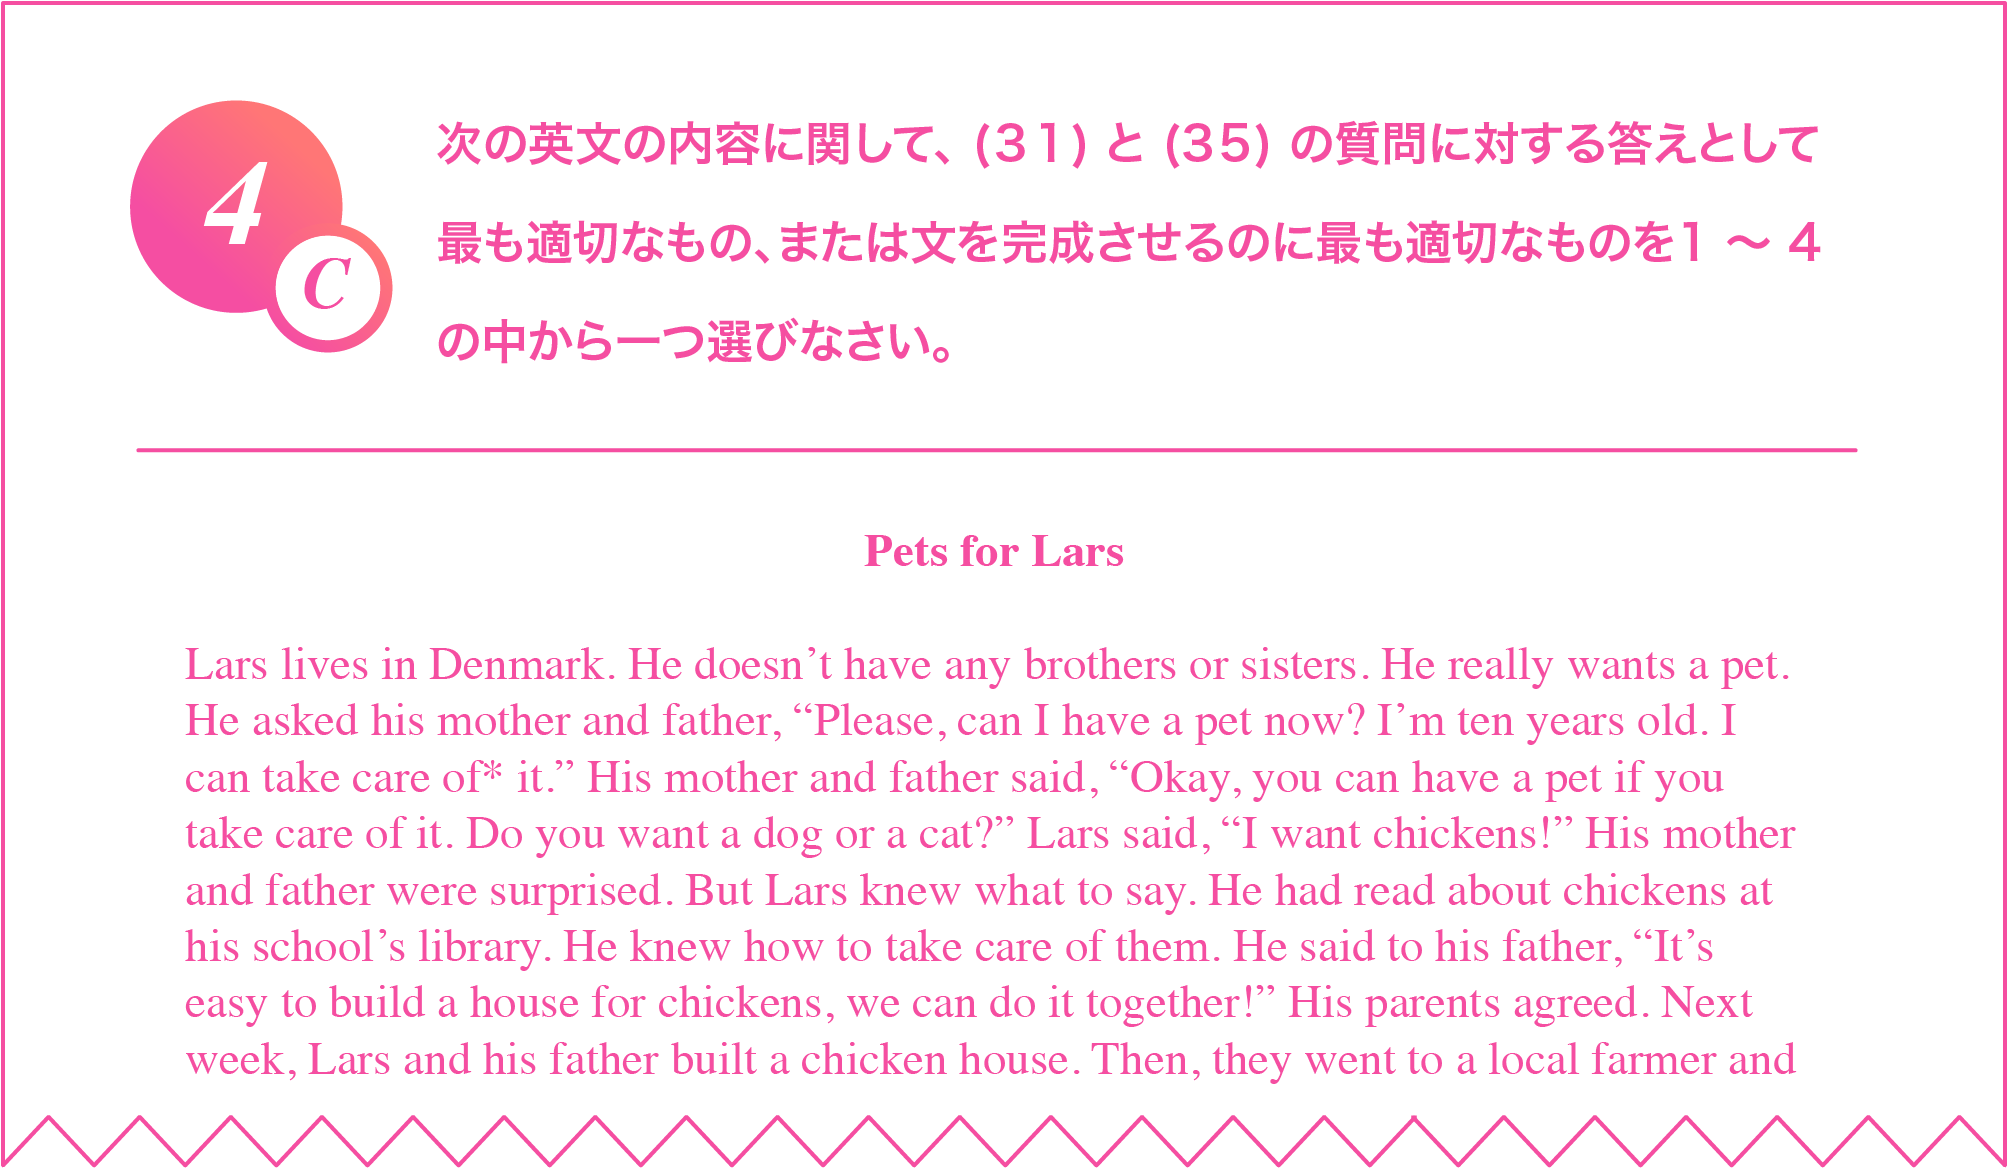 4
C
次の英文の内容に関して、(31) と (35) の質問に対する答えとして
最も適切なもの、または文を完成させるのに最も適切なものを1 ～ 4
の中から一つ選びなさい。
Pets for Lars
Lars lives in Denmark. He doesn’t have any brothers or sisters. He really wants a pet.
He asked his mother and father, “Please, can I have a pet now? I’m ten years old. I
can take care of* it.” His mother and father said, “Okay, you can have a pet if you
take care of it. Do you want a dog or a cat?” Lars said, “I want chickens!” His mother
and father were surprised. But Lars knew what to say. He had read about chickens at
his school’s library. He knew how to take care of them. He said to his father, “It’s
easy to build a house for chickens, we can do it together!” His parents agreed. Next
week, Lars and his father built a chicken house. Then, they went to a local farmer and